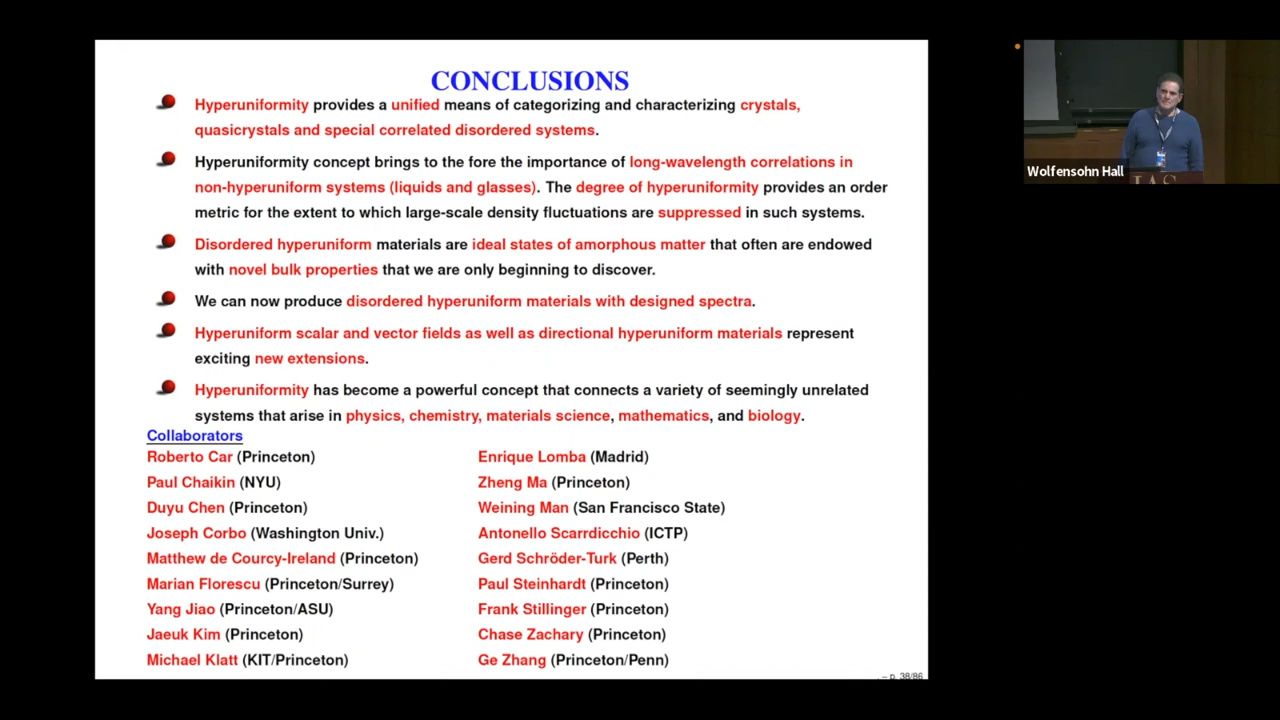 CONCLUSIONS
Hyperuniformity provides a unified means of categorizing and characterizing crystals,
quasicrystals and special correlated disordered systems.
Hyperuniformity concept brings to the fore the importance of long-wavelength correlations in
non-hyperuniform systems (liquids and glasses). The degree of hyperuniformity provides an order
metric for the extent to which large-scale density fluctuations are suppressed in such systems.
Disordered hyperuniform materials are ideal states of amorphous matter that often are endowed
with novel bulk properties that we are only beginning to discover.
We can now produce disordered hyperuniform materials with designed spectra.
Hyperuniform scalar and vector fields as well as directional hyperuniform materials represent
exciting new extensions.
Hyperuniformity has become a powerful concept that connects a variety of seemingly unrelated
systems that arise in physics, chemistry, materials science, mathematics, and biology.
Collaborators
Roberto Car (Princeton)
Paul Chaikin (NYU)
Duyu Chen (Princeton)
Joseph Corbo (Washington Univ.)
Matthew de Courcy-Ireland (Princeton)
Marian Florescu (Princeton/Surrey)
Yang Jiao (Princeton/ASU)
Jaeuk Kim (Princeton)
Michael Klatt (KIT/Princeton)
Enrique Lomba (Madrid)
Zheng Ma (Princeton)
Weining Man (San Francisco State)
Antonello Scarrdicchio (ICTP)
Gerd Schröder-Turk (Perth)
Paul Steinhardt (Princeton)
Frank Stillinger (Princeton)
Chase Zachary (Princeton)
Ge Zhang (Princeton/Penn)
– p. 38/86
Wolfensohn Hall
IAS